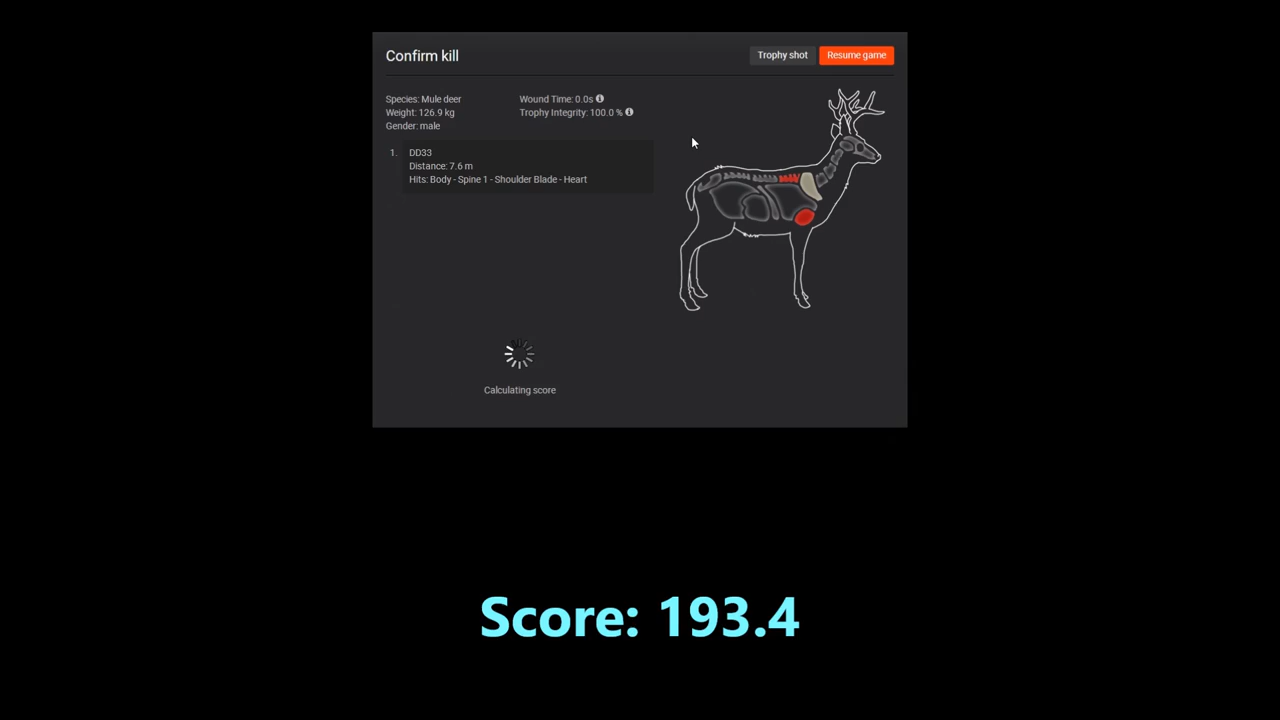 Confirm kill
Trophy shot
Resume game
Species: Mule deer
Weight: 126.9 kg
Gender: male
Wound Time: 0.0s
Trophy Integrity: 100.0 %
1.
DD33
Distance: 7.6 m
Hits: Body - Spine 1 - Shoulder Blade - Heart
Calculating score
Score: 193.4